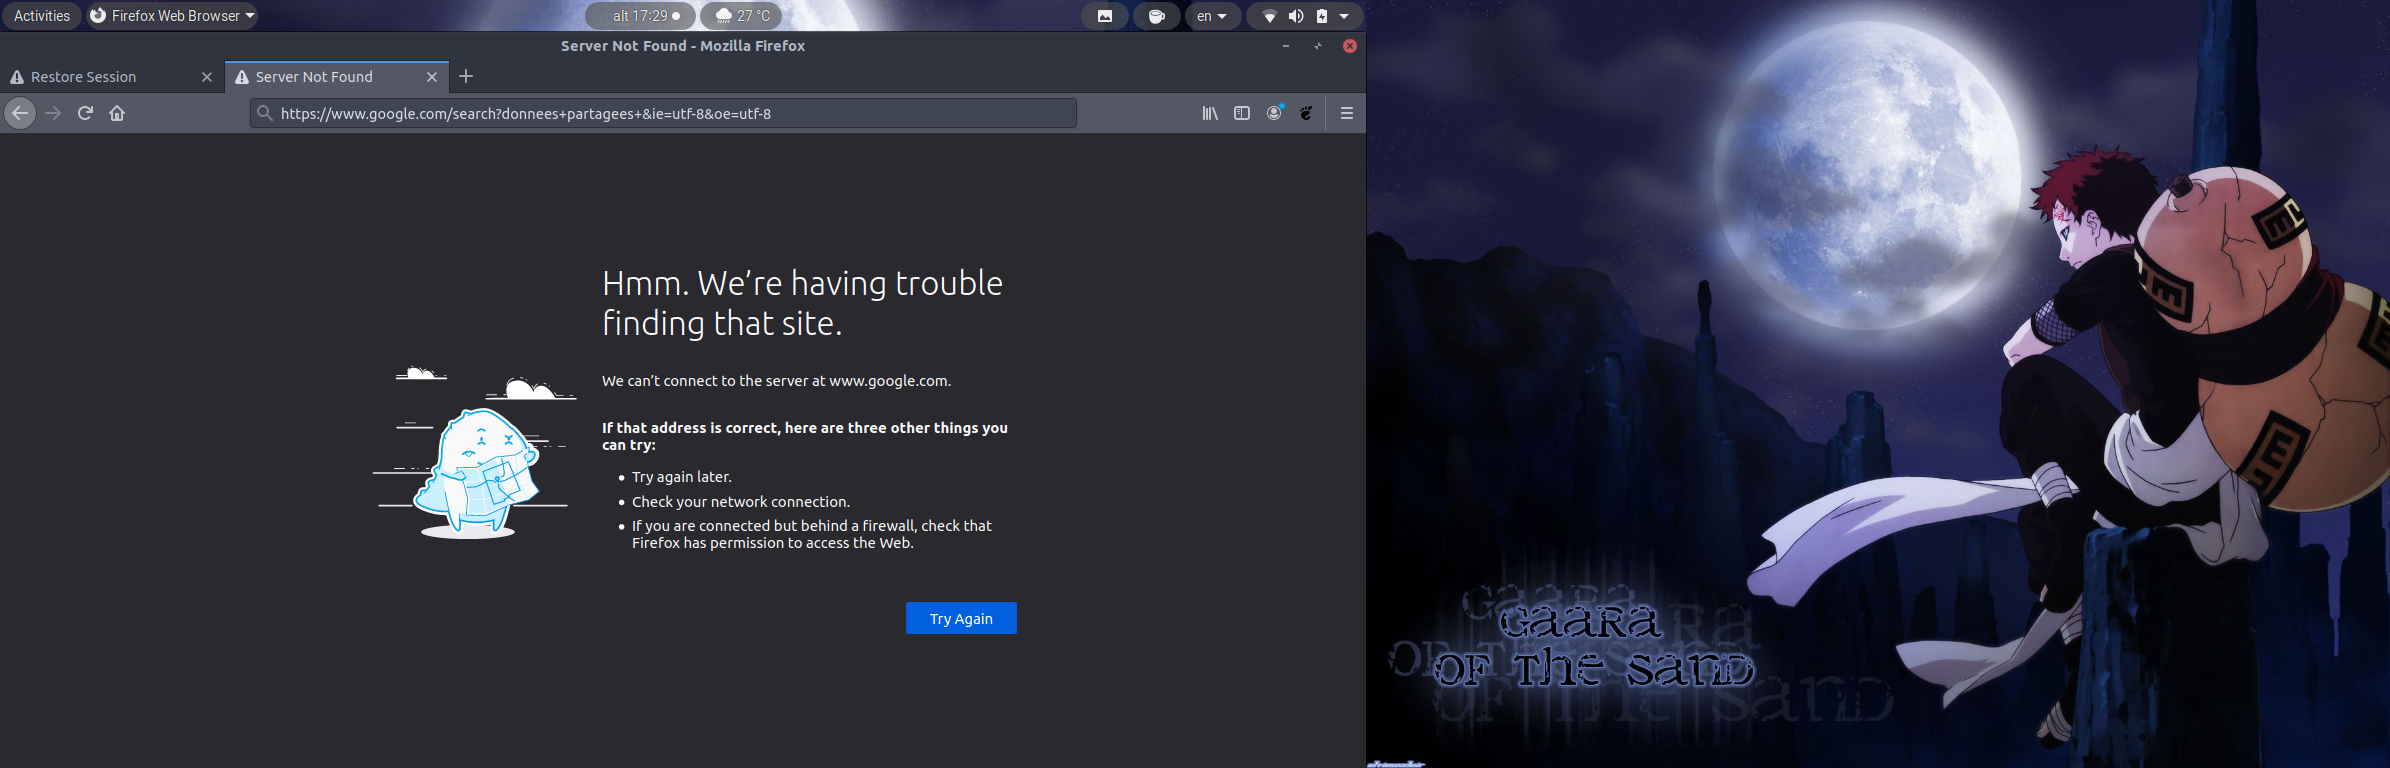 Activities
Firefox Web Browser
alt 17:29
27 °C
en
Server Not Found - Mozilla Firefox
Restore Session
Server Not Found
https://www.google.com/search?donnees+partagees+&ie=utf-8&oe=utf-8
Hmm. We’re having trouble
finding that site.
We can’t connect to the server at www.google.com.
If that address is correct, here are three other things you
can try:
Try again later.
Check your network connection.
If you are connected but behind a firewall, check that
Firefox has permission to access the Web.
Try Again
GaaRa
OF The SanD